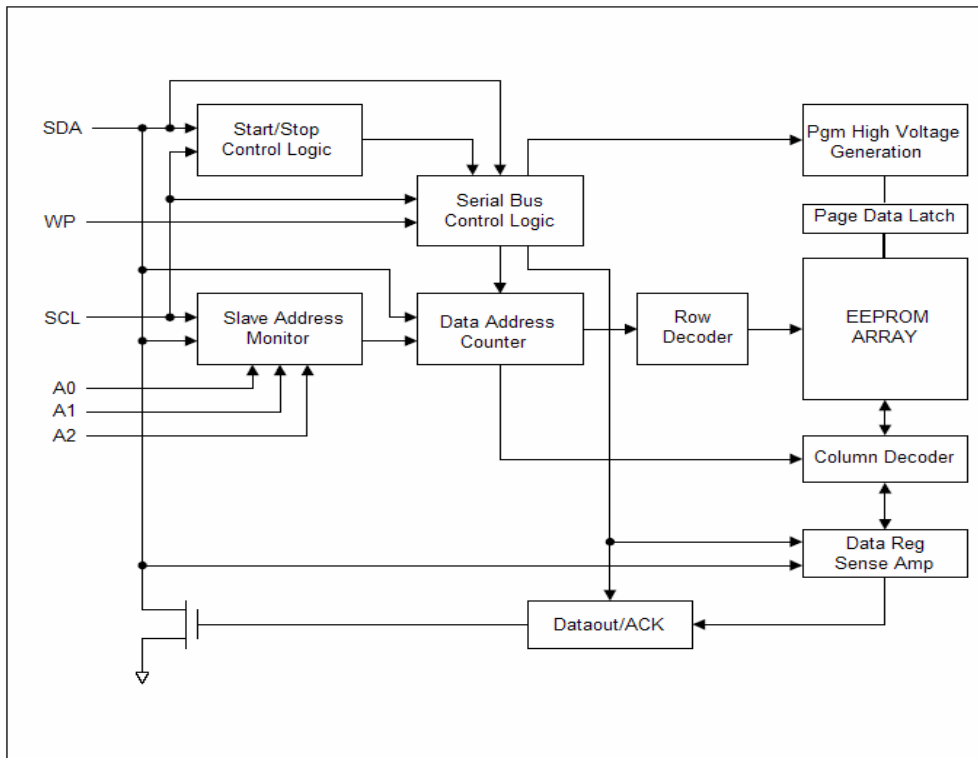 SDA
Start/Stop
Control Logic
Pgm High Voltage
Generation
WP
Serial Bus
Control Logic
Page Data Latch
SCL
Slave Address
Monitor
Data Address
Counter
Row
Decoder
EEPROM
ARRAY
A0
A1
A2
Column Decoder
Data Reg
Sense Amp
Dataout/ACK